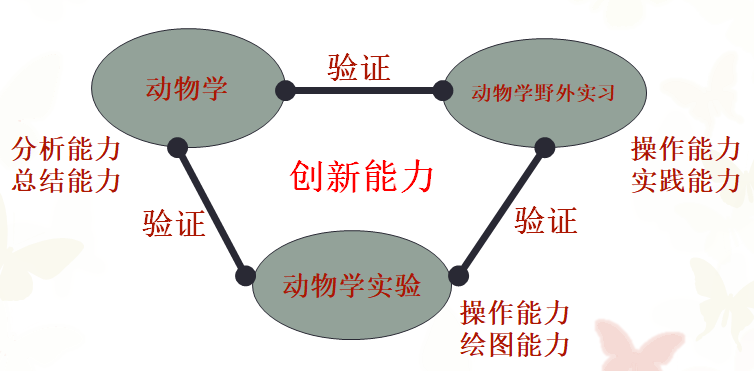 验证
动物学
动物学野外实习
分析能力
总结能力
操作能力
实践能力
创新能力
验证
验证
动物学实验
操作能力
绘图能力